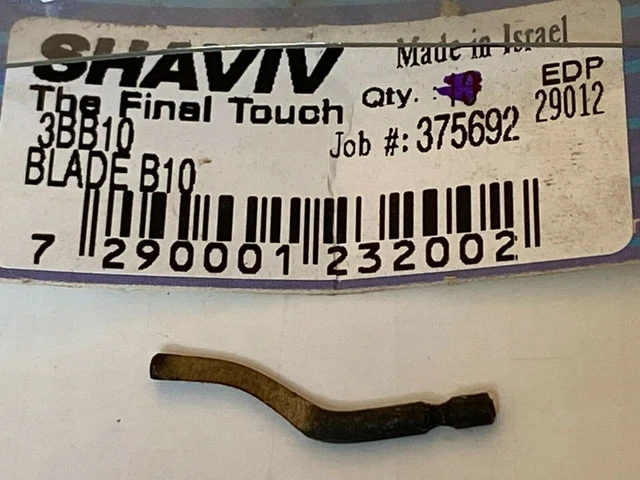 SHAVIV
Made in Israel
The Final Touch
Qty.
EDP
29012
3BB10
Job #: 375692
BLADE B10
7 290001 232002